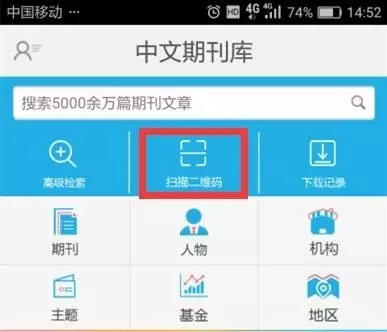 中国移动 ··· HD 4G 4G 74% 14:52
中文期刊库
搜索5000余万篇期刊文章
高级检索 扫描二维码 下载记录
期刊 人物 机构
主题 基金 地区